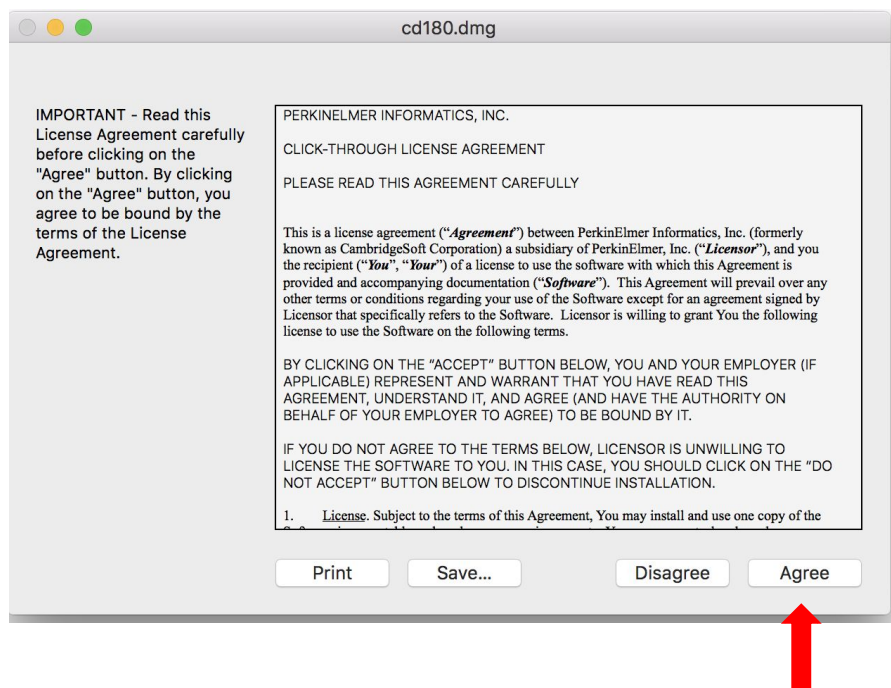 cd180.dmg
IMPORTANT - Read this
License Agreement carefully
before clicking on the
"Agree" button. By clicking
on the "Agree" button, you
agree to be bound by the
terms of the License
Agreement.
PERKINELMER INFORMATICS, INC.
CLICK-THROUGH LICENSE AGREEMENT
PLEASE READ THIS AGREEMENT CAREFULLY
This is a license agreement (“Agreement”) between PerkinElmer Informatics, Inc. (formerly
known as CambridgeSoft Corporation) a subsidiary of PerkinElmer, Inc. (“Licensor”), and you
the recipient (“You”, “Your”) of a license to use the software with which this Agreement is
provided and accompanying documentation (“Software”).  This Agreement will prevail over any
other terms or conditions regarding your use of the Software except for an agreement signed by
Licensor that specifically refers to the Software.  Licensor is willing to grant You the following
license to use the Software on the following terms.
BY CLICKING ON THE “ACCEPT” BUTTON BELOW, YOU AND YOUR EMPLOYER (IF
APPLICABLE) REPRESENT AND WARRANT THAT YOU HAVE READ THIS
AGREEMENT, UNDERSTAND IT, AND AGREE (AND HAVE THE AUTHORITY ON
BEHALF OF YOUR EMPLOYER TO AGREE) TO BE BOUND BY IT.
IF YOU DO NOT AGREE TO THE TERMS BELOW, LICENSOR IS UNWILLING TO
LICENSE THE SOFTWARE TO YOU. IN THIS CASE, YOU SHOULD CLICK ON THE “DO
NOT ACCEPT” BUTTON BELOW TO DISCONTINUE INSTALLATION.
1. License. Subject to the terms of this Agreement, You may install and use one copy of the
Print Save... Disagree Agree